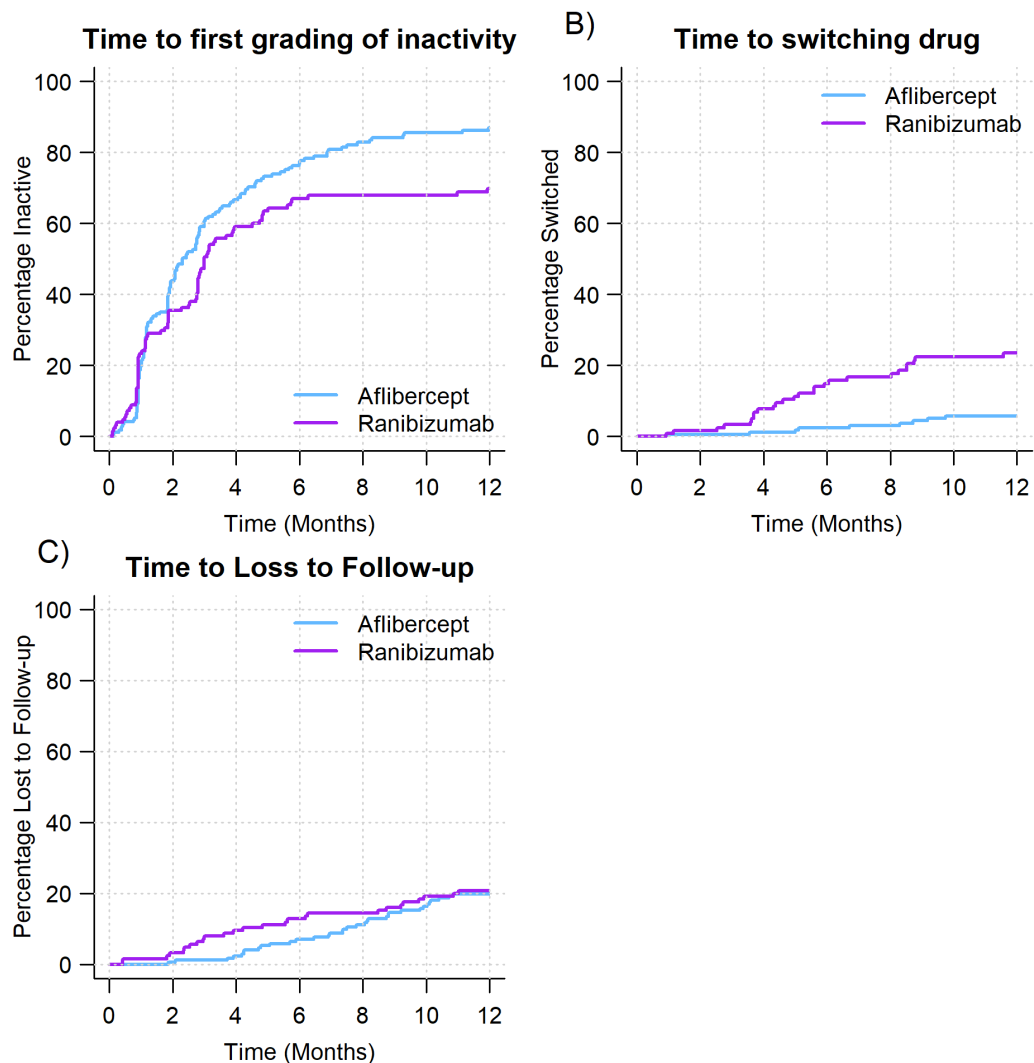 Time to first grading of inactivity
100
80
60
40
20
0
Percentage Inactive
Aflibercept
Ranibizumab
0 2 4 6 8 10 12
Time (Months)
B)
Time to switching drug
100
80
60
40
20
0
Percentage Switched
Aflibercept
Ranibizumab
0 2 4 6 8 10 12
Time (Months)
C)
Time to Loss to Follow-up
100
80
60
40
20
0
Percentage Lost to Follow-up
Aflibercept
Ranibizumab
0 2 4 6 8 10 12
Time (Months)